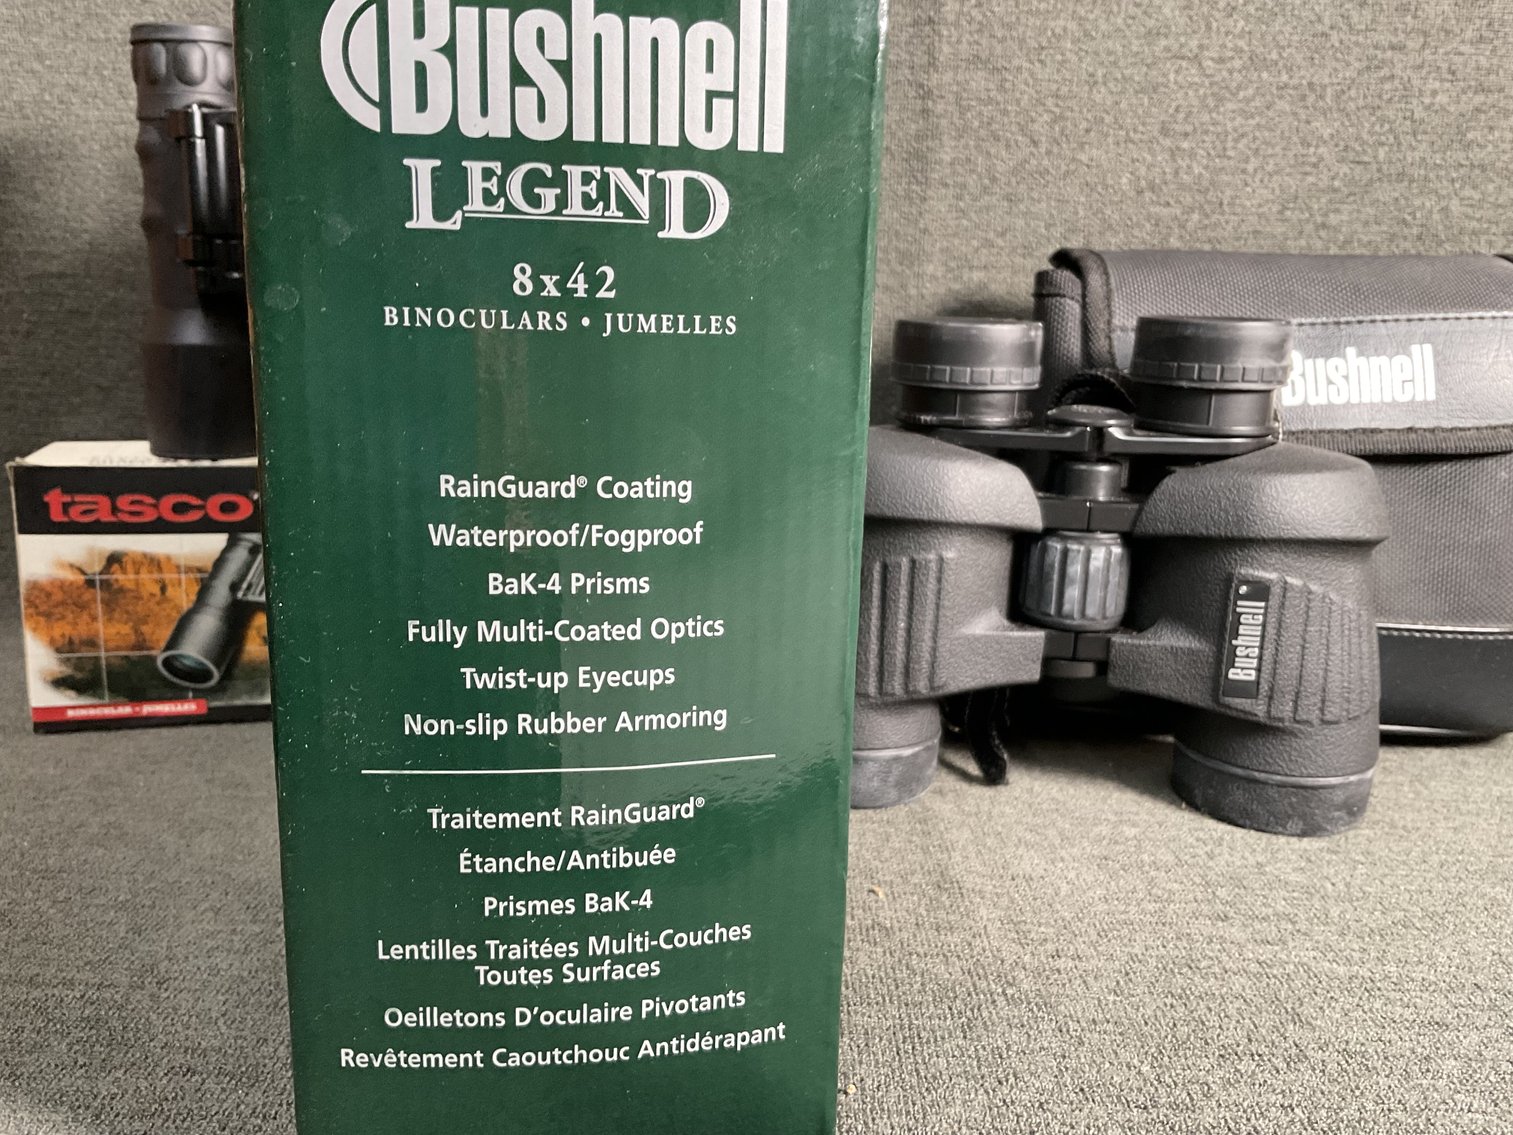 Bushnell
LEGEND
8x42
BINOCULARS • JUMELLES
RainGuard® Coating
Waterproof/Fogproof
BaK-4 Prisms
Fully Multi-Coated Optics
Twist-up Eyecups
Non-slip Rubber Armoring
Traitement RainGuard®
Étanche/Antibuée
Prismes BaK-4
Lentilles Traitées Multi-Couches
Toutes Surfaces
Oeilletons D'oculaire Pivotants
Revêtement Caoutchouc Antidérapant
tasco
BINOCULAR • JUMELLES
Bushnell
Bushnell